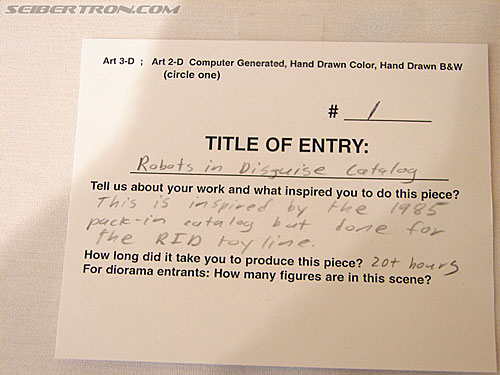 SEIBERTRON.COM
Art 3-D ; Art 2-D Computer Generated, Hand Drawn Color, Hand Drawn B&W
(circle one)
# 1
TITLE OF ENTRY:
Robots in Disguise Catalog
Tell us about your work and what inspired you to do this piece?
This is inspired by the 1985
pack-in catalog but done for
the RID toy line.
How long did it take you to produce this piece? 20+ hours
For diorama entrants: How many figures are in this scene?